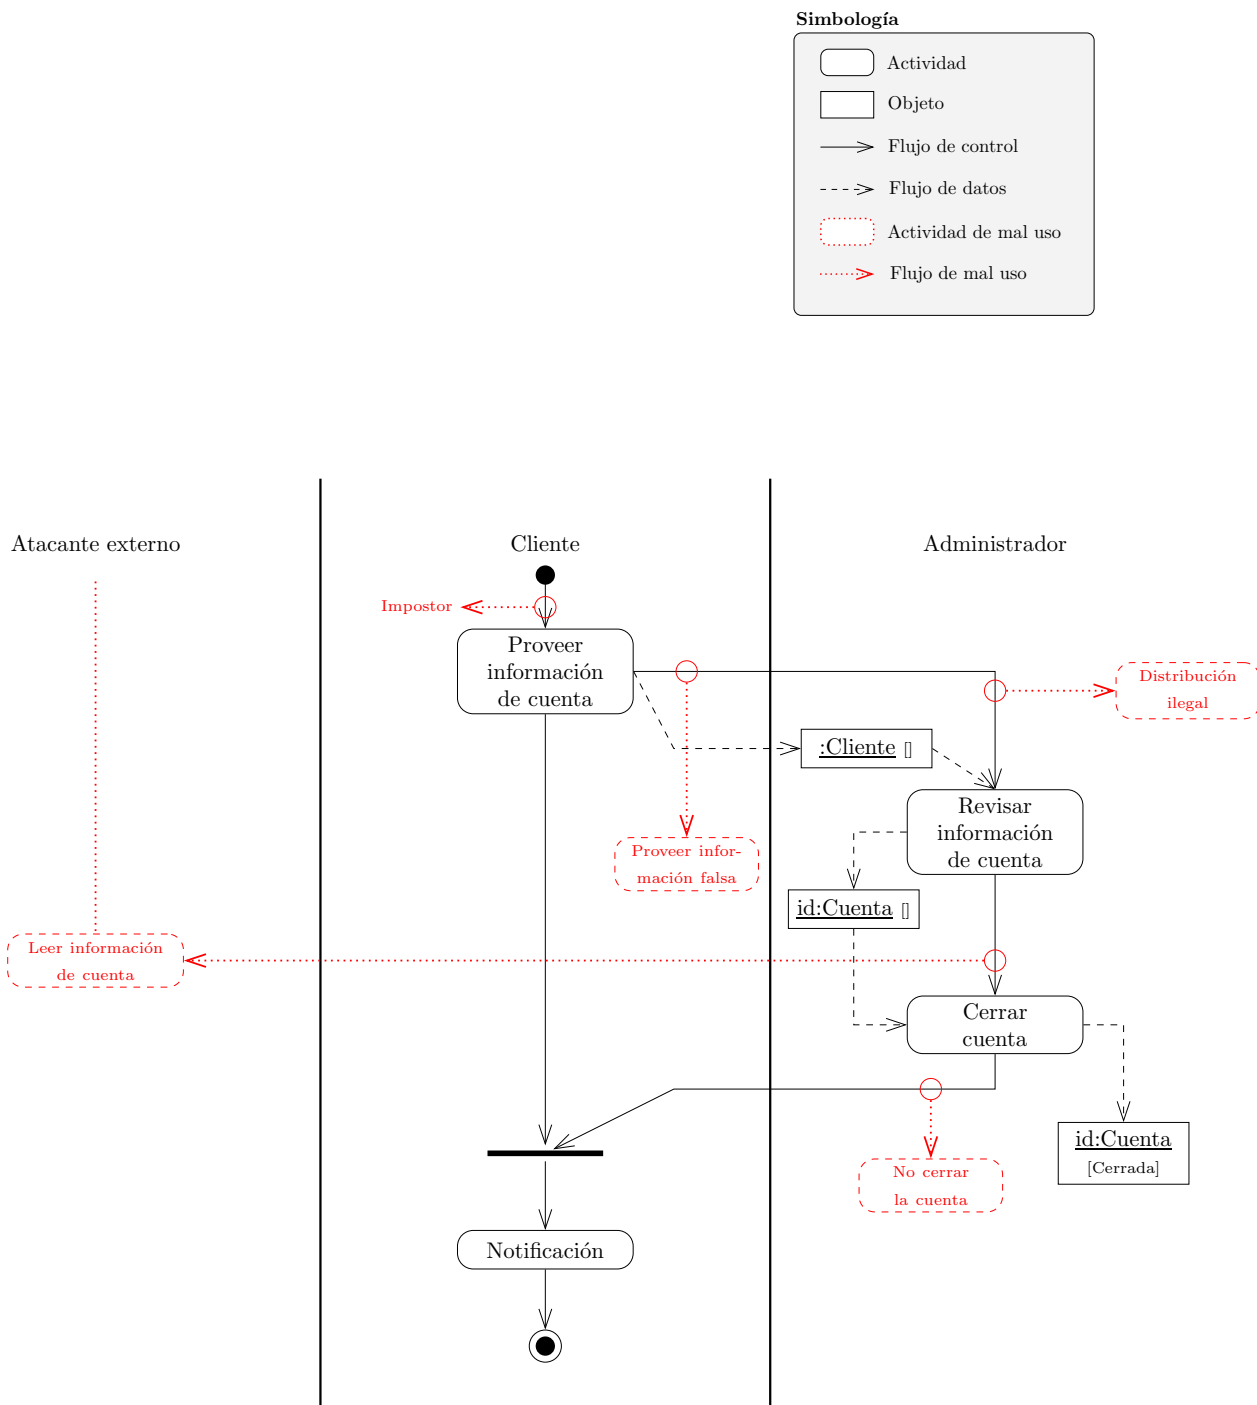 Simbología
Actividad
Objeto
Flujo de control
Flujo de datos
Actividad de mal uso
Flujo de mal uso
Atacante externo
Cliente
Administrador
Impostor
Proveer
información
de cuenta
Distribución
ilegal
:Cliente []
Revisar
información
de cuenta
Proveer infor-
mación falsa
id:Cuenta []
Leer información
de cuenta
Cerrar
cuenta
id:Cuenta
[Cerrada]
No cerrar
la cuenta
Notificación